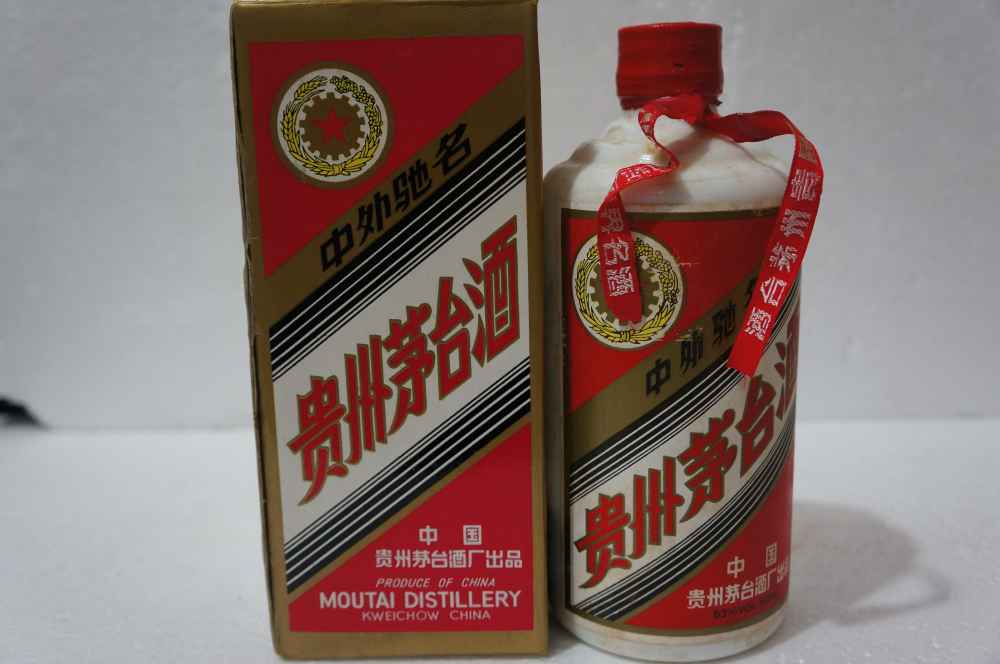 中外驰名
贵州茅台酒
中国
贵州茅台酒厂出品
PRODUCE OF CHINA
MOUTAI DISTILLERY
KWEICHOW CHINA
中外驰
贵州茅台酒
中国
贵州茅台酒厂出品
53%VOL